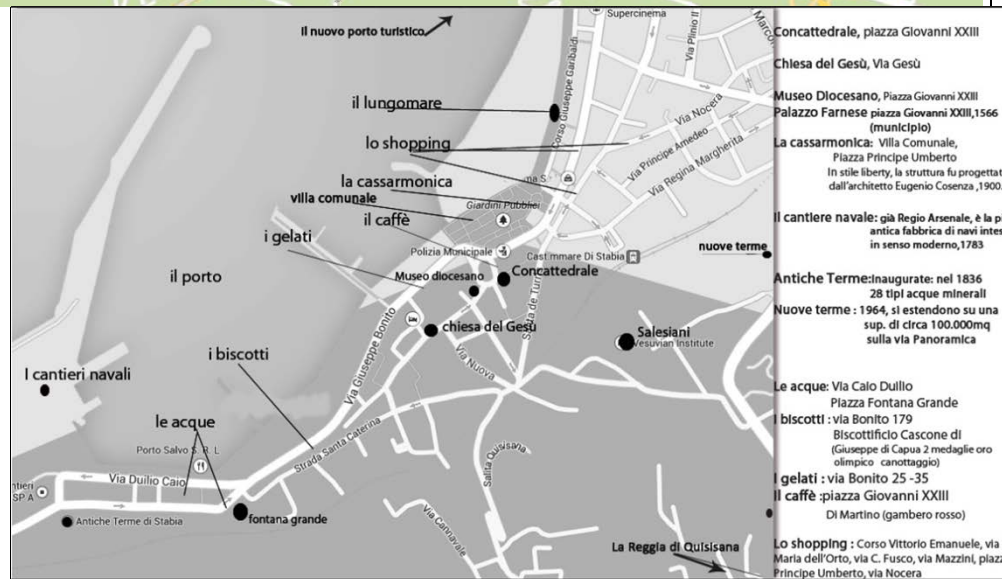 Il nuovo porto turistico
Supercinema
Via Plinio Il
Marcon
Corso Giuseppe Garibaldi
il lungomare
Via Nocera
lo shopping
Via Principe Amedeo
Via Regina Margherita
la cassarmonica
villa comunale
Giardini Pubblici
il caffè
i gelati
Polizia Municipale
Castellammare Di Stabia
nuove terme
il porto
Museo diocesano
Concattedrale
chiesa del Gesù
Salesiani
Vesuvian Institute
Via Giuseppe Bonito
i biscotti
Via Nuova
I cantieri navali
le acque
Strada Santa Caterina
Porto Salvo S. R. L
Salita Quisisana
Via Duilio Caio
ntieri
SP A
Antiche Terme di Stabia
fontana grande
Via Cannavale
La Reggia di Quisisana
Concattedrale, piazza Giovanni XXIII
Chiesa del Gesù, Via Gesù
Museo Diocesano, Piazza Giovanni XXIII
Palazzo Farnese piazza Giovanni XXIII,1566
(municipio)
La cassarmonica: Villa Comunale,
Piazza Principe Umberto
In stile liberty, la struttura fu progettat
dall'architetto Eugenio Cosenza ,1900.
Il cantiere navale: già Regio Arsenale, è la pi
antica fabbrica di navi intes
in senso moderno,1783
Antiche Terme:Inaugurate: nel 1836
28 tipi acque minerali
Nuove terme : 1964, si estendono su una
sup. di circa 100.000mq
sulla via Panoramica
Le acque: Via Caio Duilio
Piazza Fontana Grande
I biscotti : via Bonito 179
Biscottificio Cascone di
(Giuseppe di Capua 2 medaglie oro
olimpico canottaggio)
I gelati : via Bonito 25 -35
Il caffè :piazza Giovanni XXIII
Di Martino (gambero rosso)
Lo shopping : Corso Vittorio Emanuele, via
Maria dell'Orto, via C. Fusco, via Mazzini, piazz
Principe Umberto, via Nocera